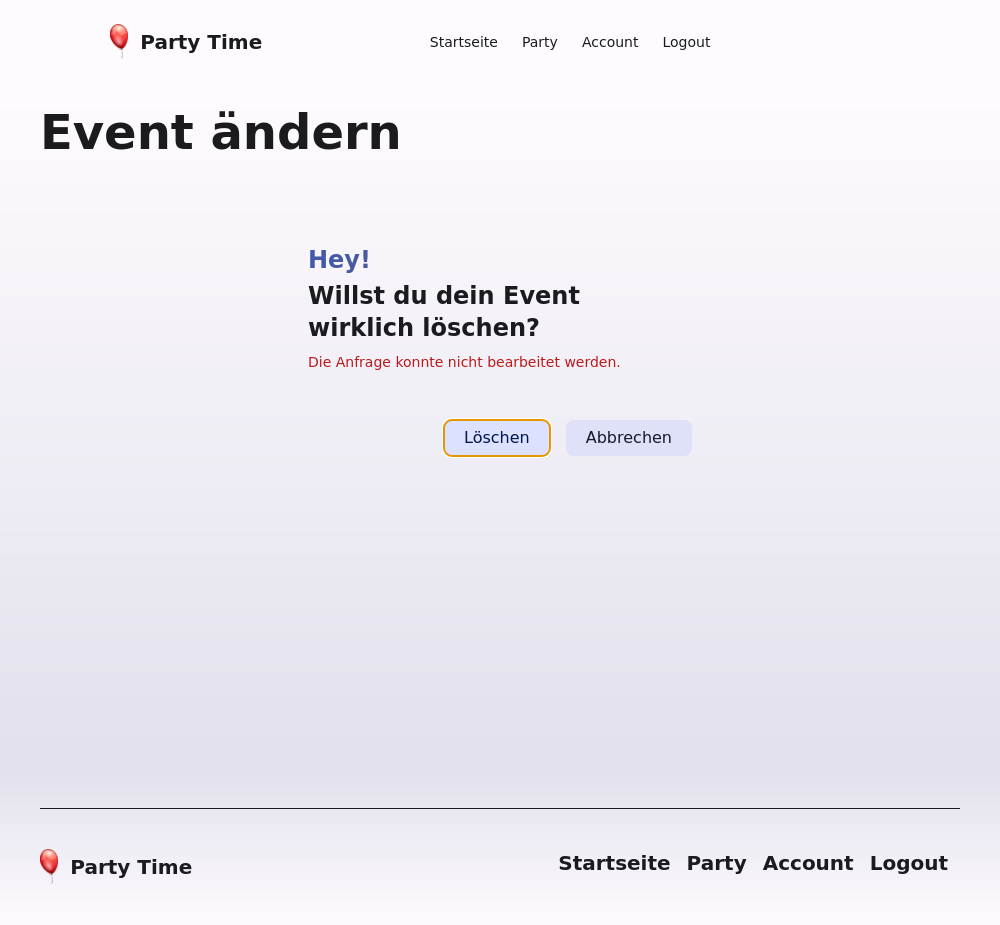 Party Time
Startseite Party Account Logout
Event ändern
Hey!
Willst du dein Event
wirklich löschen?
Die Anfrage konnte nicht bearbeitet werden.
Löschen Abbrechen
Party Time
Startseite Party Account Logout